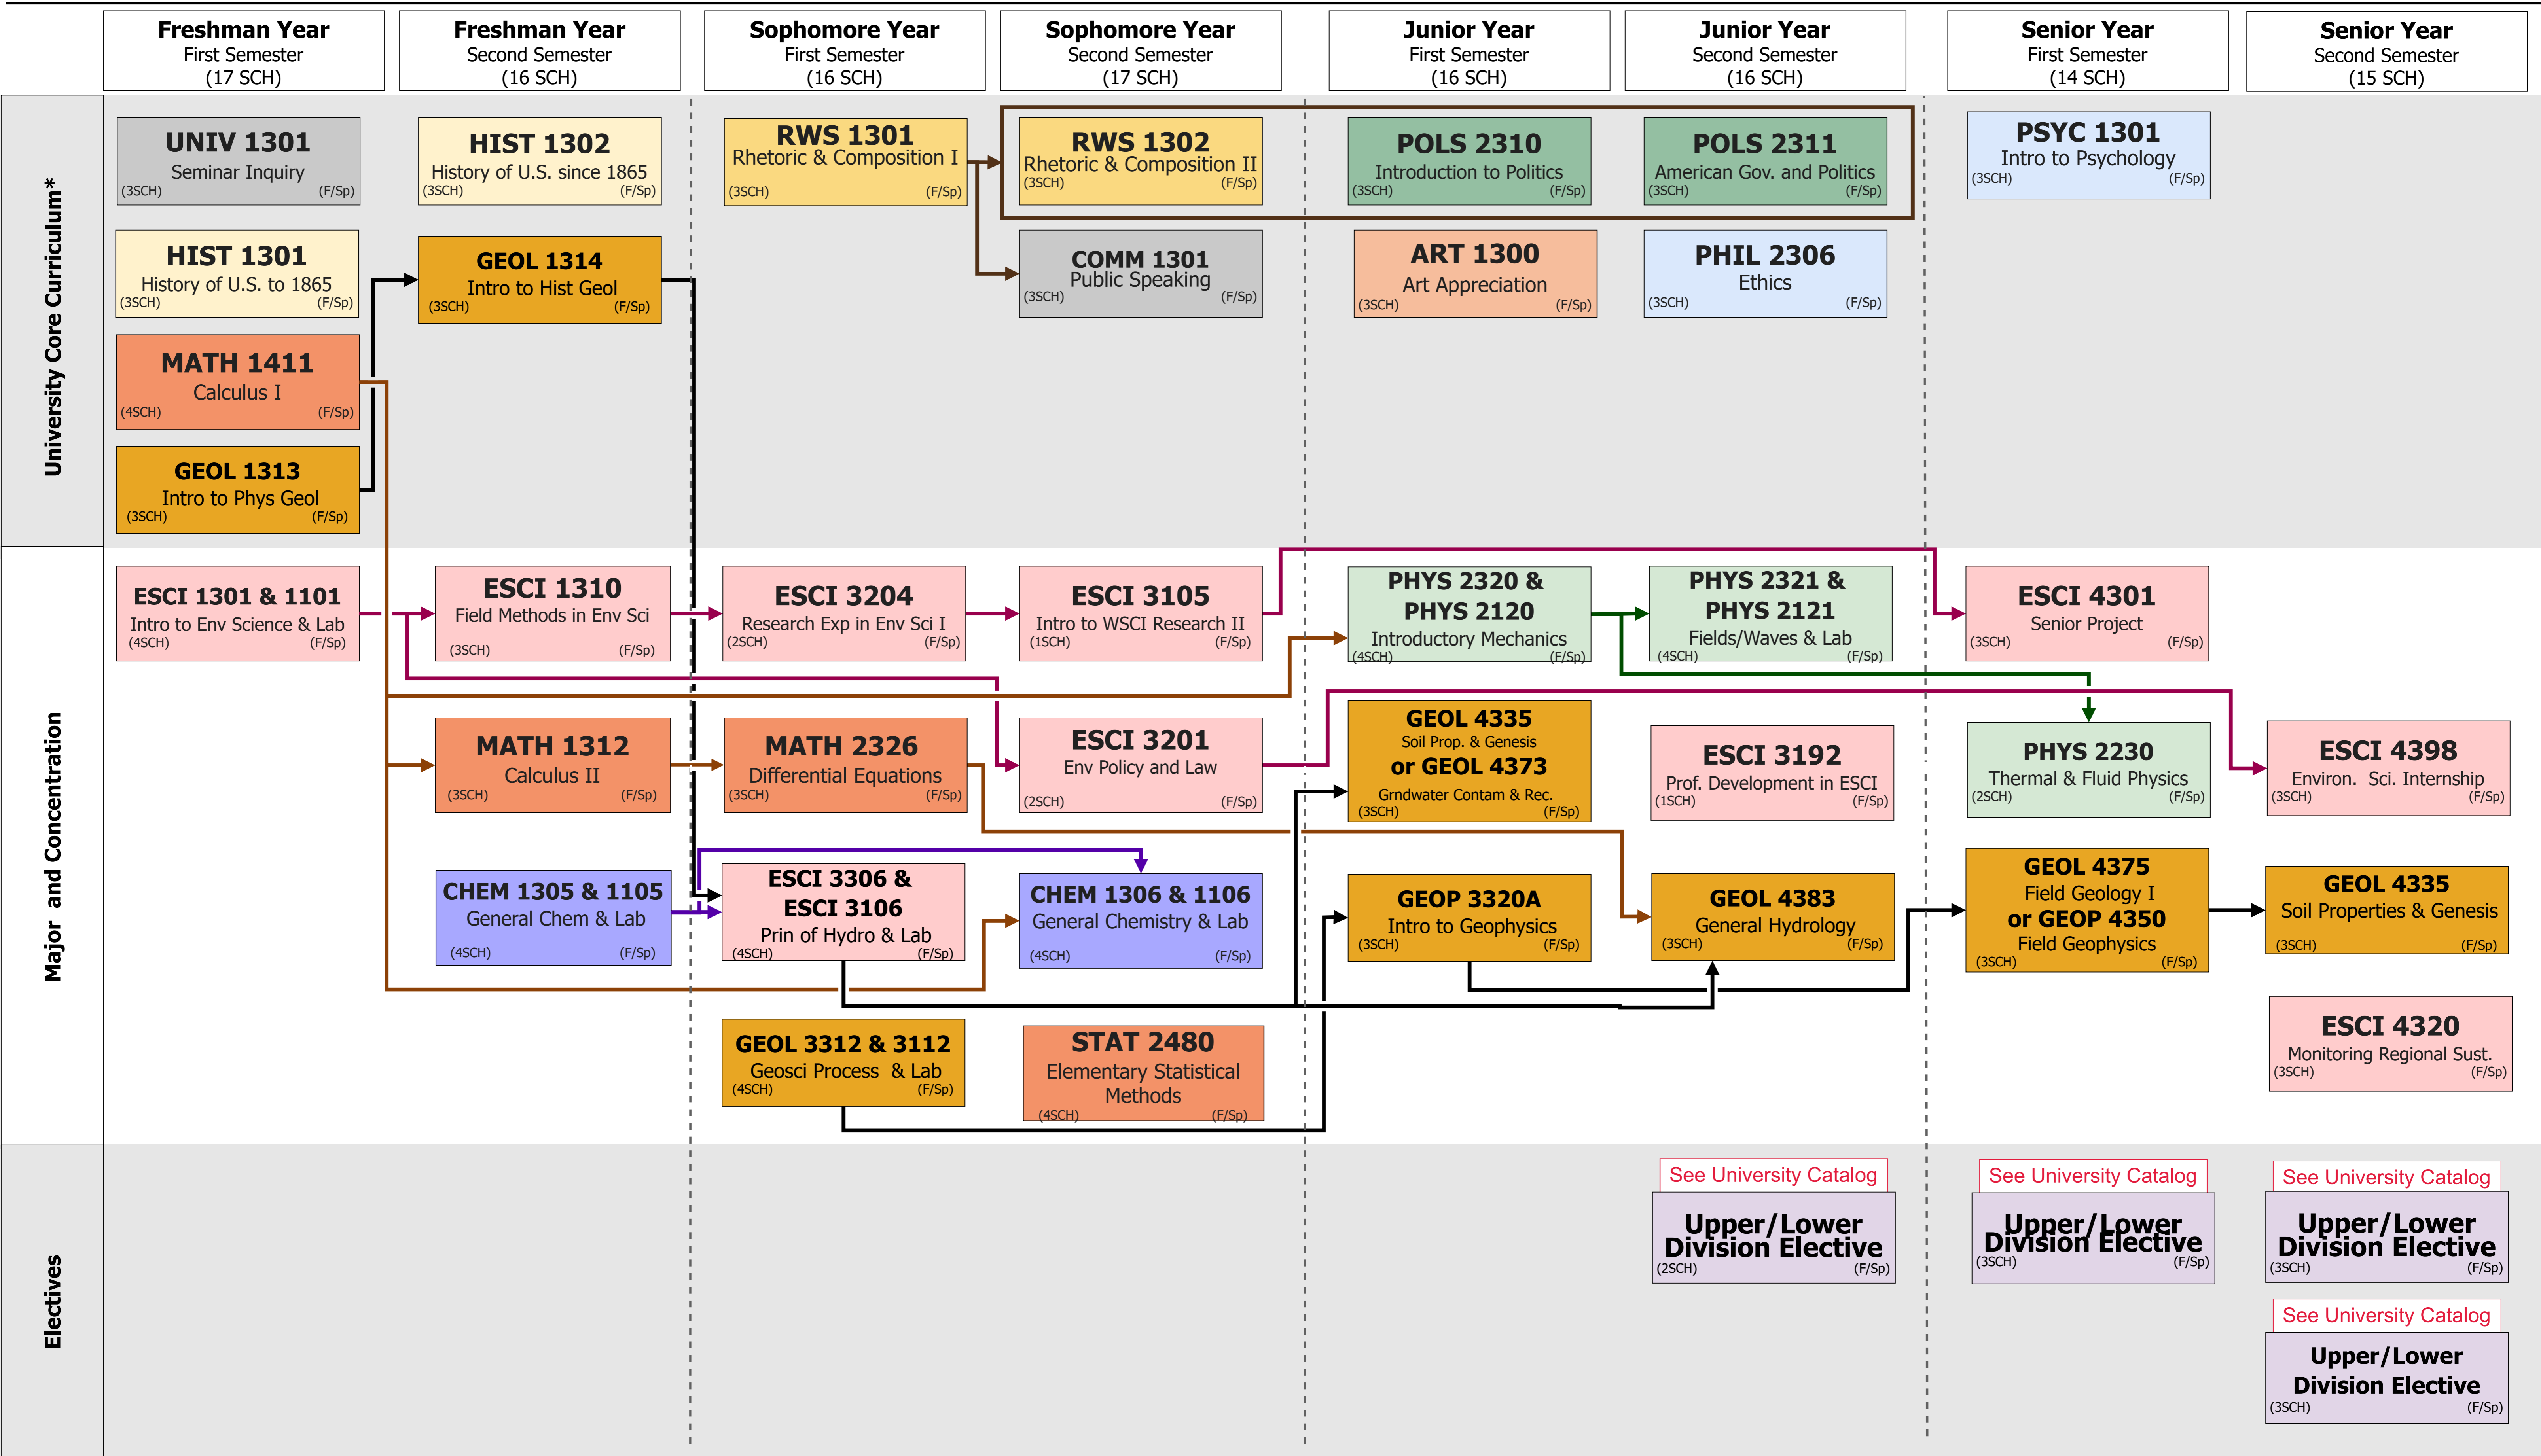 Freshman Year
First Semester
(17 SCH)
Freshman Year
Second Semester
(16 SCH)
Sophomore Year
First Semester
(16 SCH)
Sophomore Year
Second Semester
(17 SCH)
Junior Year
First Semester
(16 SCH)
Junior Year
Second Semester
(16 SCH)
Senior Year
First Semester
(14 SCH)
Senior Year
Second Semester
(15 SCH)
University Core Curriculum*
UNIV 1301
Seminar Inquiry
(3SCH) (F/Sp)
HIST 1302
History of U.S. since 1865
(3SCH) (F/Sp)
RWS 1301
Rhetoric & Composition I
(3SCH) (F/Sp)
RWS 1302
Rhetoric & Composition II
(3SCH) (F/Sp)
POLS 2310
Introduction to Politics
(3SCH) (F/Sp)
POLS 2311
American Gov. and Politics
(3SCH) (F/Sp)
PSYC 1301
Intro to Psychology
(3SCH) (F/Sp)
HIST 1301
History of U.S. to 1865
(3SCH) (F/Sp)
GEOL 1314
Intro to Hist Geol
(3SCH) (F/Sp)
COMM 1301
Public Speaking
(3SCH) (F/Sp)
ART 1300
Art Appreciation
(3SCH) (F/Sp)
PHIL 2306
Ethics
(3SCH) (F/Sp)
MATH 1411
Calculus I
(4SCH) (F/Sp)
GEOL 1313
Intro to Phys Geol
(3SCH) (F/Sp)
Major and Concentration
ESCI 1301 & 1101
Intro to Env Science & Lab
(4SCH) (F/Sp)
ESCI 1310
Field Methods in Env Sci
(3SCH) (F/Sp)
ESCI 3204
Research Exp in Env Sci I
(2SCH) (F/Sp)
ESCI 3105
Intro to WSCI Research II
(1SCH) (F/Sp)
PHYS 2320 &
PHYS 2120
Introductory Mechanics
(4SCH) (F/Sp)
PHYS 2321 &
PHYS 2121
Fields/Waves & Lab
(4SCH) (F/Sp)
ESCI 4301
Senior Project
(3SCH) (F/Sp)
MATH 1312
Calculus II
(3SCH) (F/Sp)
MATH 2326
Differential Equations
(3SCH) (F/Sp)
ESCI 3201
Env Policy and Law
(2SCH) (F/Sp)
GEOL 4335
Soil Prop. & Genesis
or GEOL 4373
Grndwater Contam & Rec.
(3SCH) (F/Sp)
ESCI 3192
Prof. Development in ESCI
(1SCH) (F/Sp)
PHYS 2230
Thermal & Fluid Physics
(2SCH) (F/Sp)
ESCI 4398
Environ. Sci. Internship
(3SCH) (F/Sp)
CHEM 1305 & 1105
General Chem & Lab
(4SCH) (F/Sp)
ESCI 3306 &
ESCI 3106
Prin of Hydro & Lab
(4SCH) (F/Sp)
CHEM 1306 & 1106
General Chemistry & Lab
(4SCH) (F/Sp)
GEOP 3320A
Intro to Geophysics
(3SCH) (F/Sp)
GEOL 4383
General Hydrology
(3SCH) (F/Sp)
GEOL 4375
Field Geology I
or GEOP 4350
Field Geophysics
(3SCH) (F/Sp)
GEOL 4335
Soil Properties & Genesis
(3SCH) (F/Sp)
GEOL 3312 & 3112
Geosci Process & Lab
(4SCH) (F/Sp)
STAT 2480
Elementary Statistical
Methods
(4SCH) (F/Sp)
ESCI 4320
Monitoring Regional Sust.
(3SCH) (F/Sp)
Electives
See University Catalog
Upper/Lower
Division Elective
(2SCH) (F/Sp)
See University Catalog
Upper/Lower
Division Elective
(3SCH) (F/Sp)
See University Catalog
Upper/Lower
Division Elective
(3SCH) (F/Sp)
See University Catalog
Upper/Lower
Division Elective
(3SCH) (F/Sp)